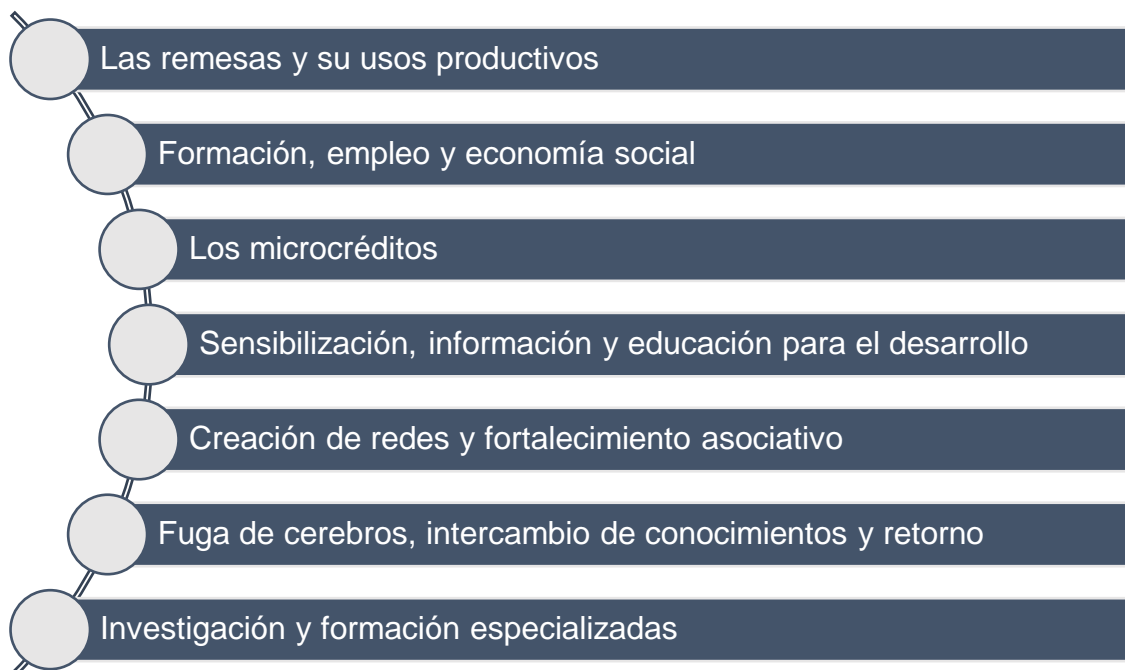 Las remesas y su usos productivos
Formación, empleo y economía social
Los microcréditos
Sensibilización, información y educación para el desarrollo
Creación de redes y fortalecimiento asociativo
Fuga de cerebros, intercambio de conocimientos y retorno
Investigación y formación especializadas